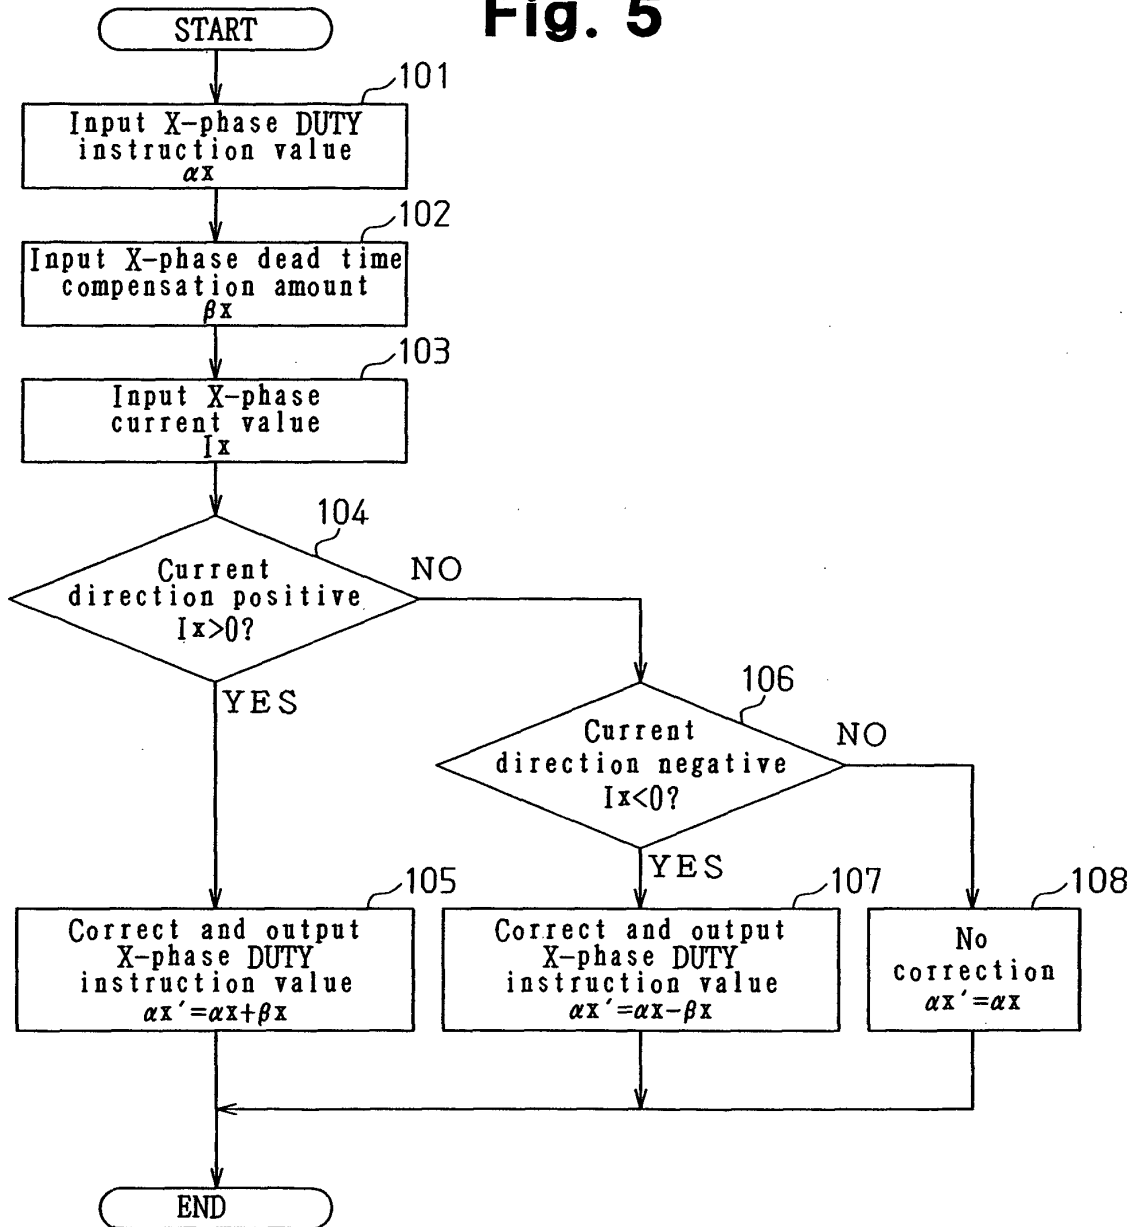 Fig. 5
START
101
Input X-phase DUTY
instruction value
αx
102
Input X-phase dead time
compensation amount
βx
103
Input X-phase
current value
Ix
104
Current
direction positive
Ix>0?
NO
YES
106
Current
direction negative
Ix<0?
NO
YES
105
Correct and output
X-phase DUTY
instruction value
αx´=αx+βx
107
Correct and output
X-phase DUTY
instruction value
αx´=αx-βx
108
No
correction
αx´=αx
END